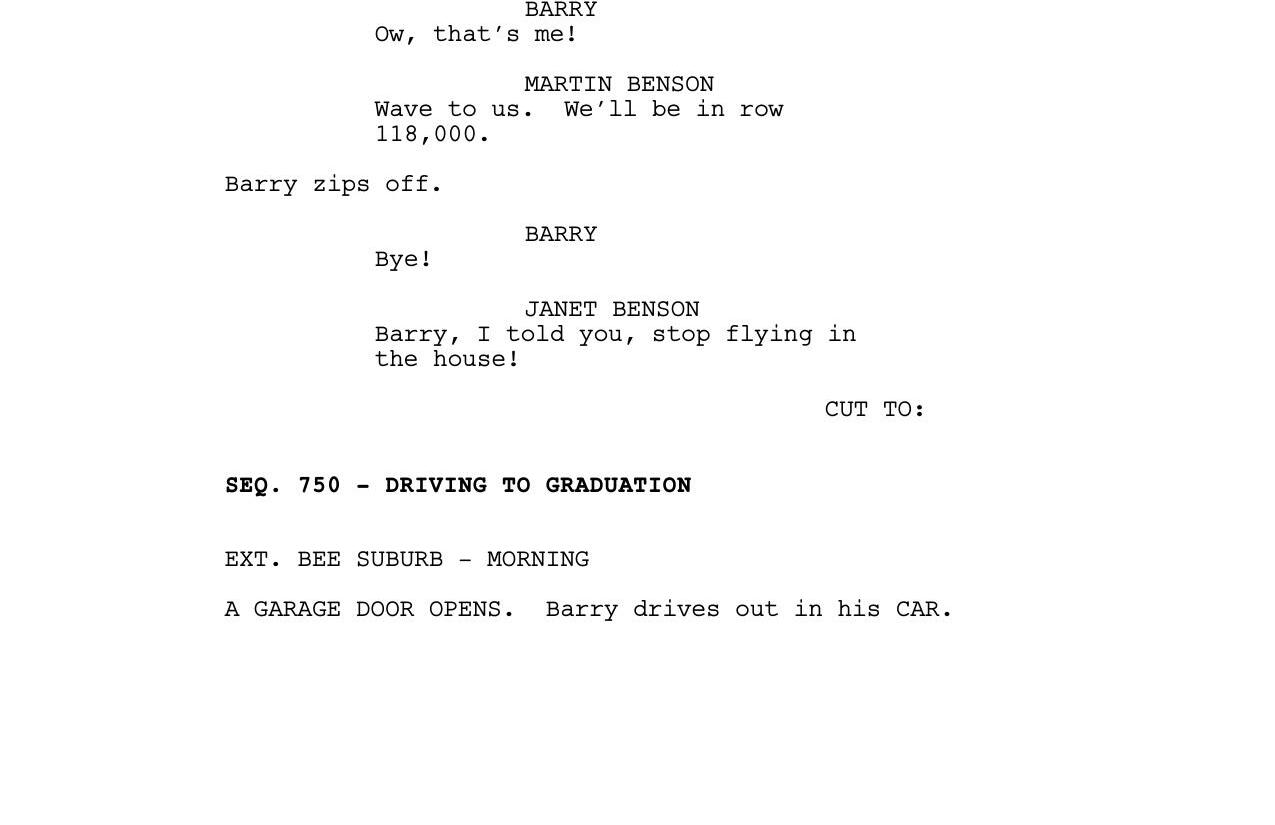 BARRY
Ow, that’s me!
MARTIN BENSON
Wave to us.  We’ll be in row
118,000.
Barry zips off.
BARRY
Bye!
JANET BENSON
Barry, I told you, stop flying in
the house!
CUT TO:
SEQ. 750 - DRIVING TO GRADUATION
EXT. BEE SUBURB - MORNING
A GARAGE DOOR OPENS.  Barry drives out in his CAR.